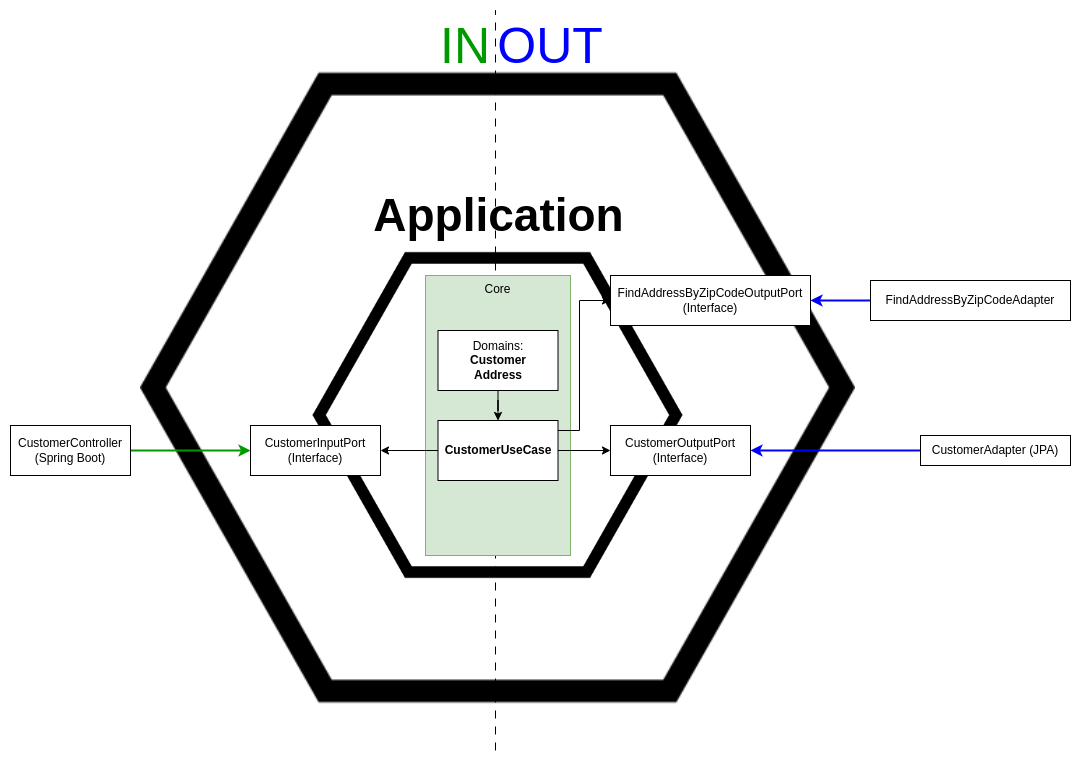 IN OUT
Application
Core
Domains:
Customer
Address
CustomerUseCase
FindAddressByZipCodeOutputPort
(Interface)
FindAddressByZipCodeAdapter
CustomerController
(Spring Boot)
CustomerInputPort
(Interface)
CustomerOutputPort
(Interface)
CustomerAdapter (JPA)